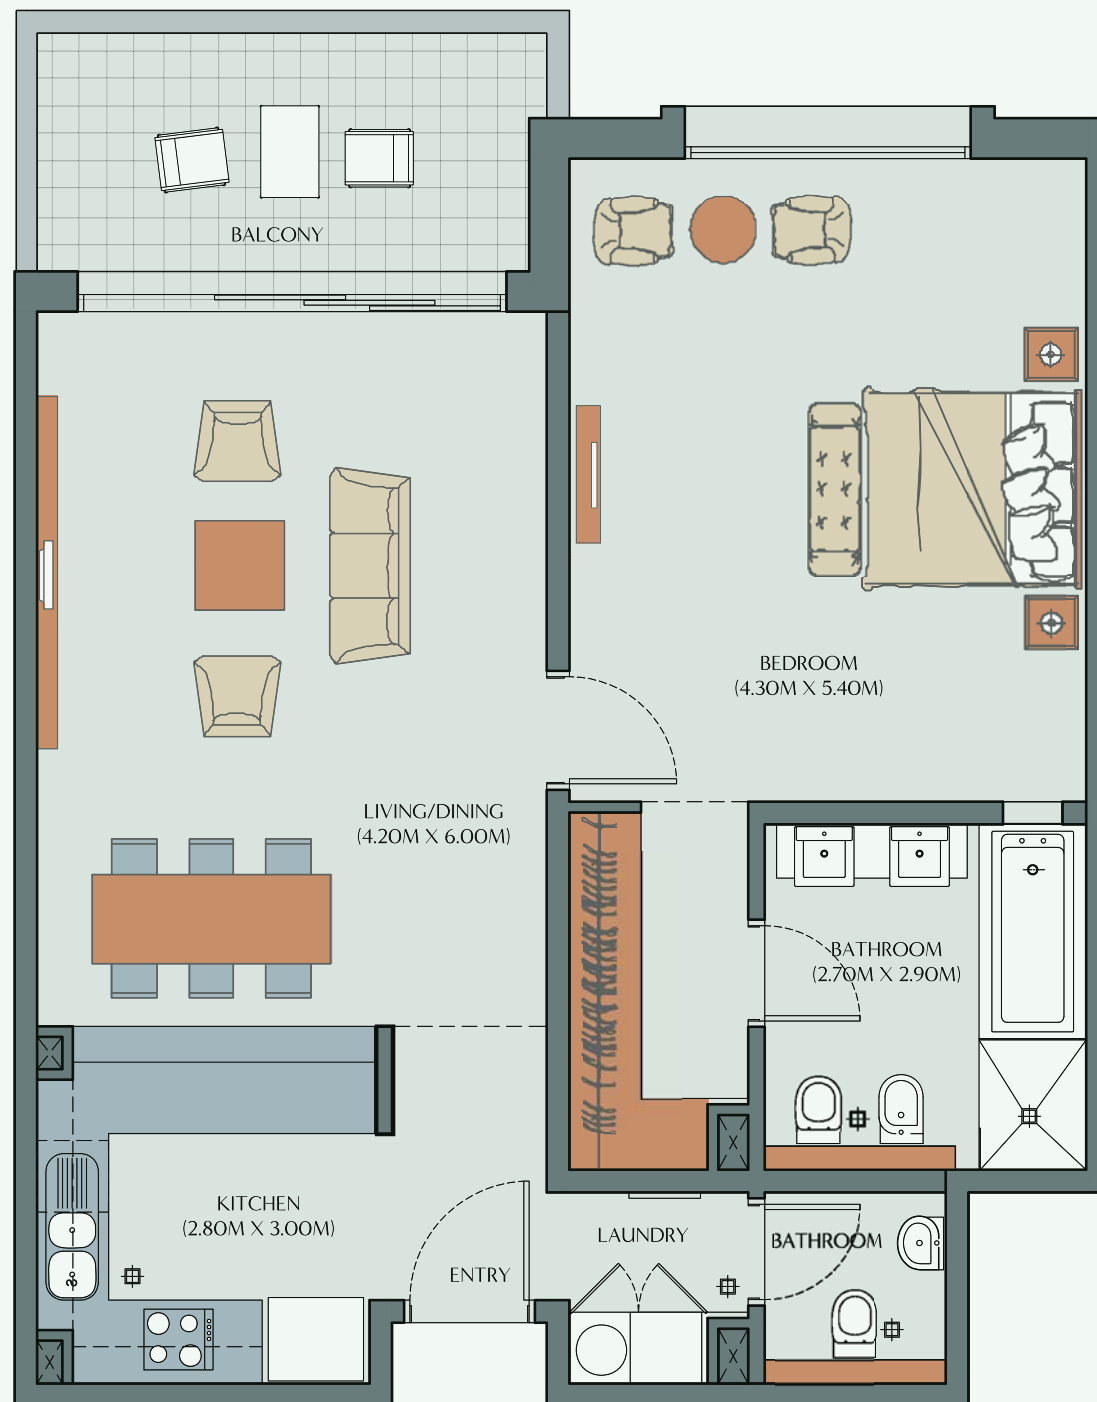 BALCONY
BEDROOM
(4.30M X 5.40M)
LIVING/DINING
(4.20M X 6.00M)
BATHROOM
(2.70M X 2.90M)
KITCHEN
(2.80M X 3.00M)
LAUNDRY
BATHROOM
ENTRY